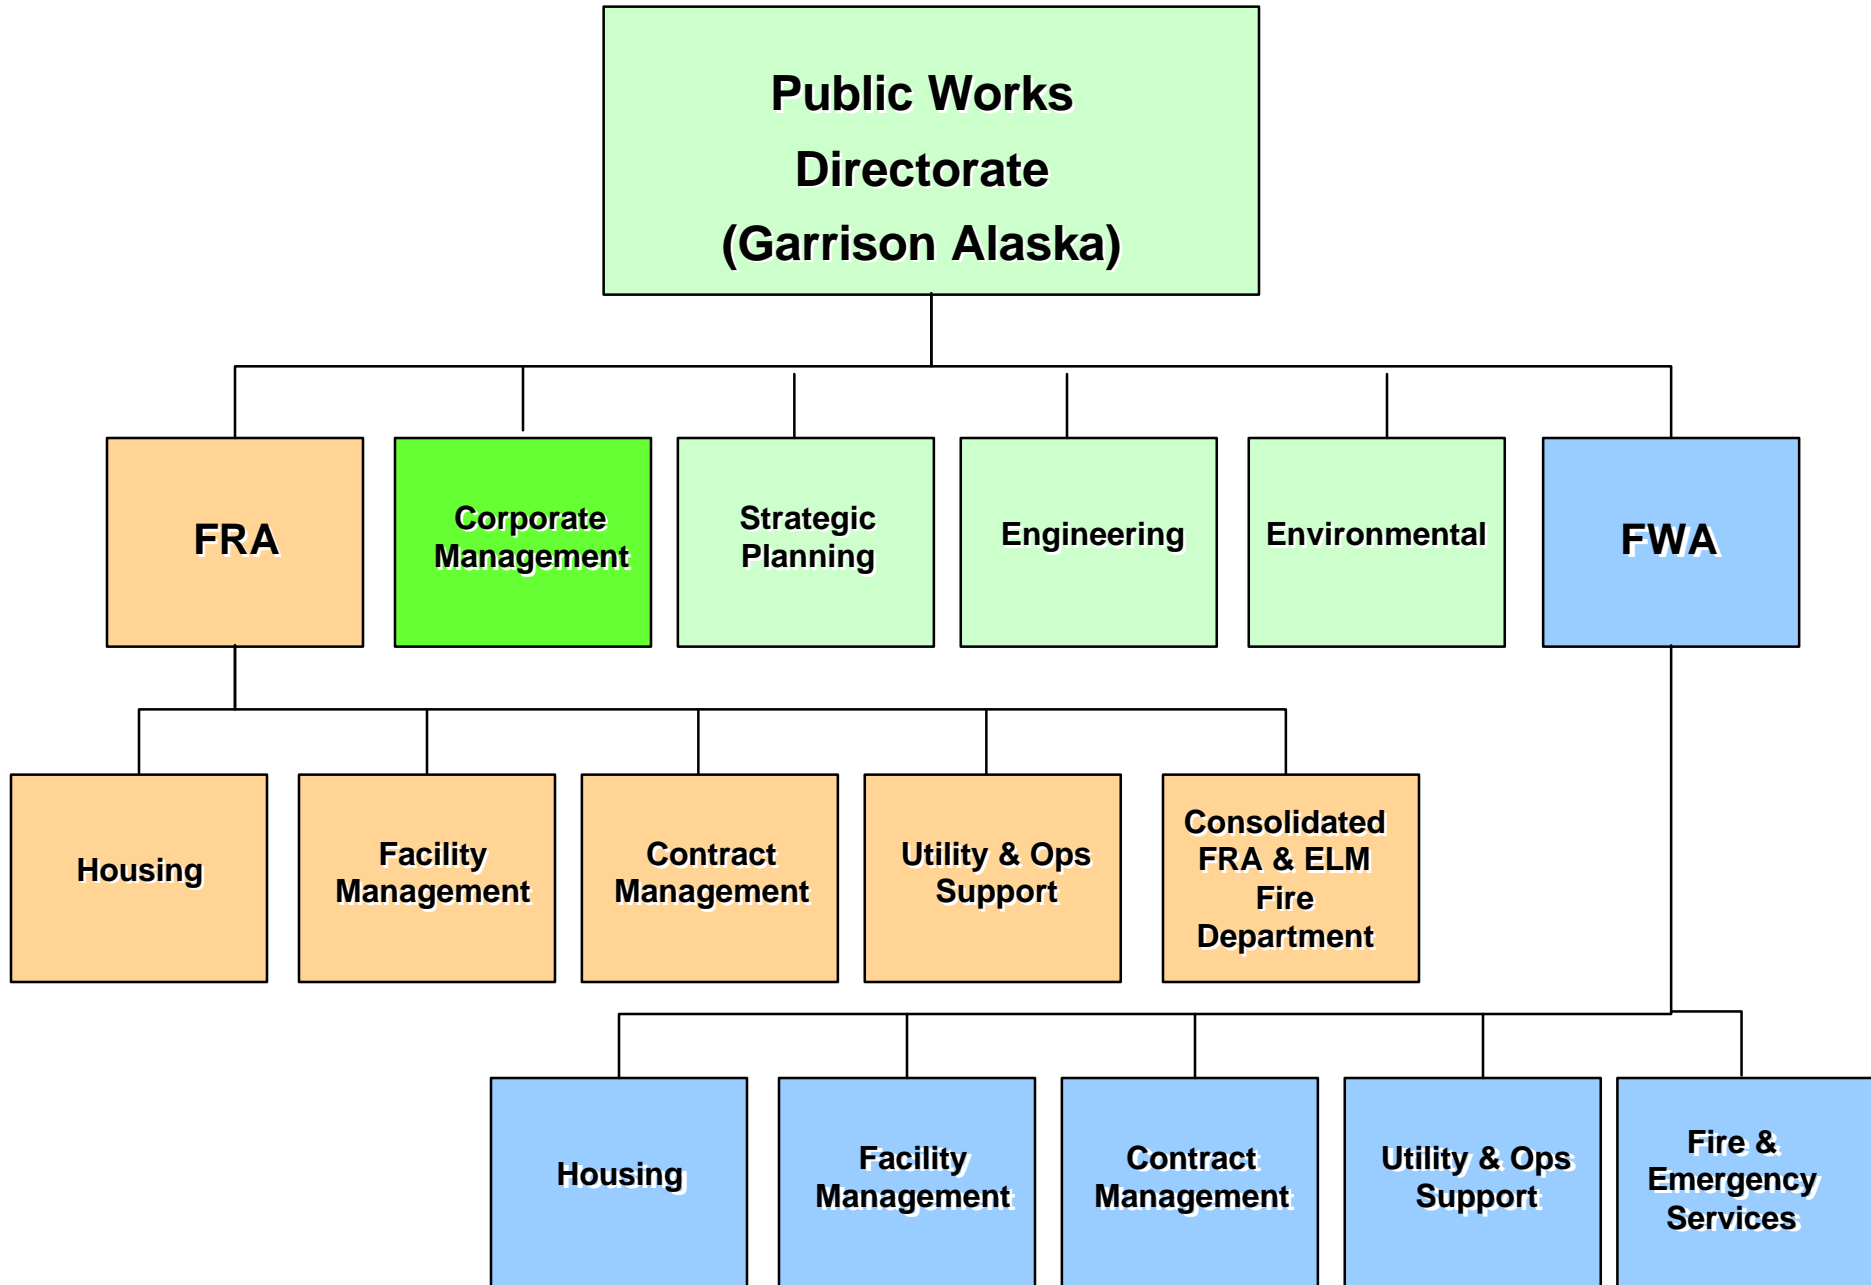 Public Works
Directorate
(Garrison Alaska)
FRA
Corporate
Management
Strategic
Planning
Engineering
Environmental
FWA
Housing
Facility
Management
Contract
Management
Utility & Ops
Support
Consolidated
FRA & ELM
Fire
Department
Housing
Facility
Management
Contract
Management
Utility & Ops
Support
Fire &
Emergency
Services